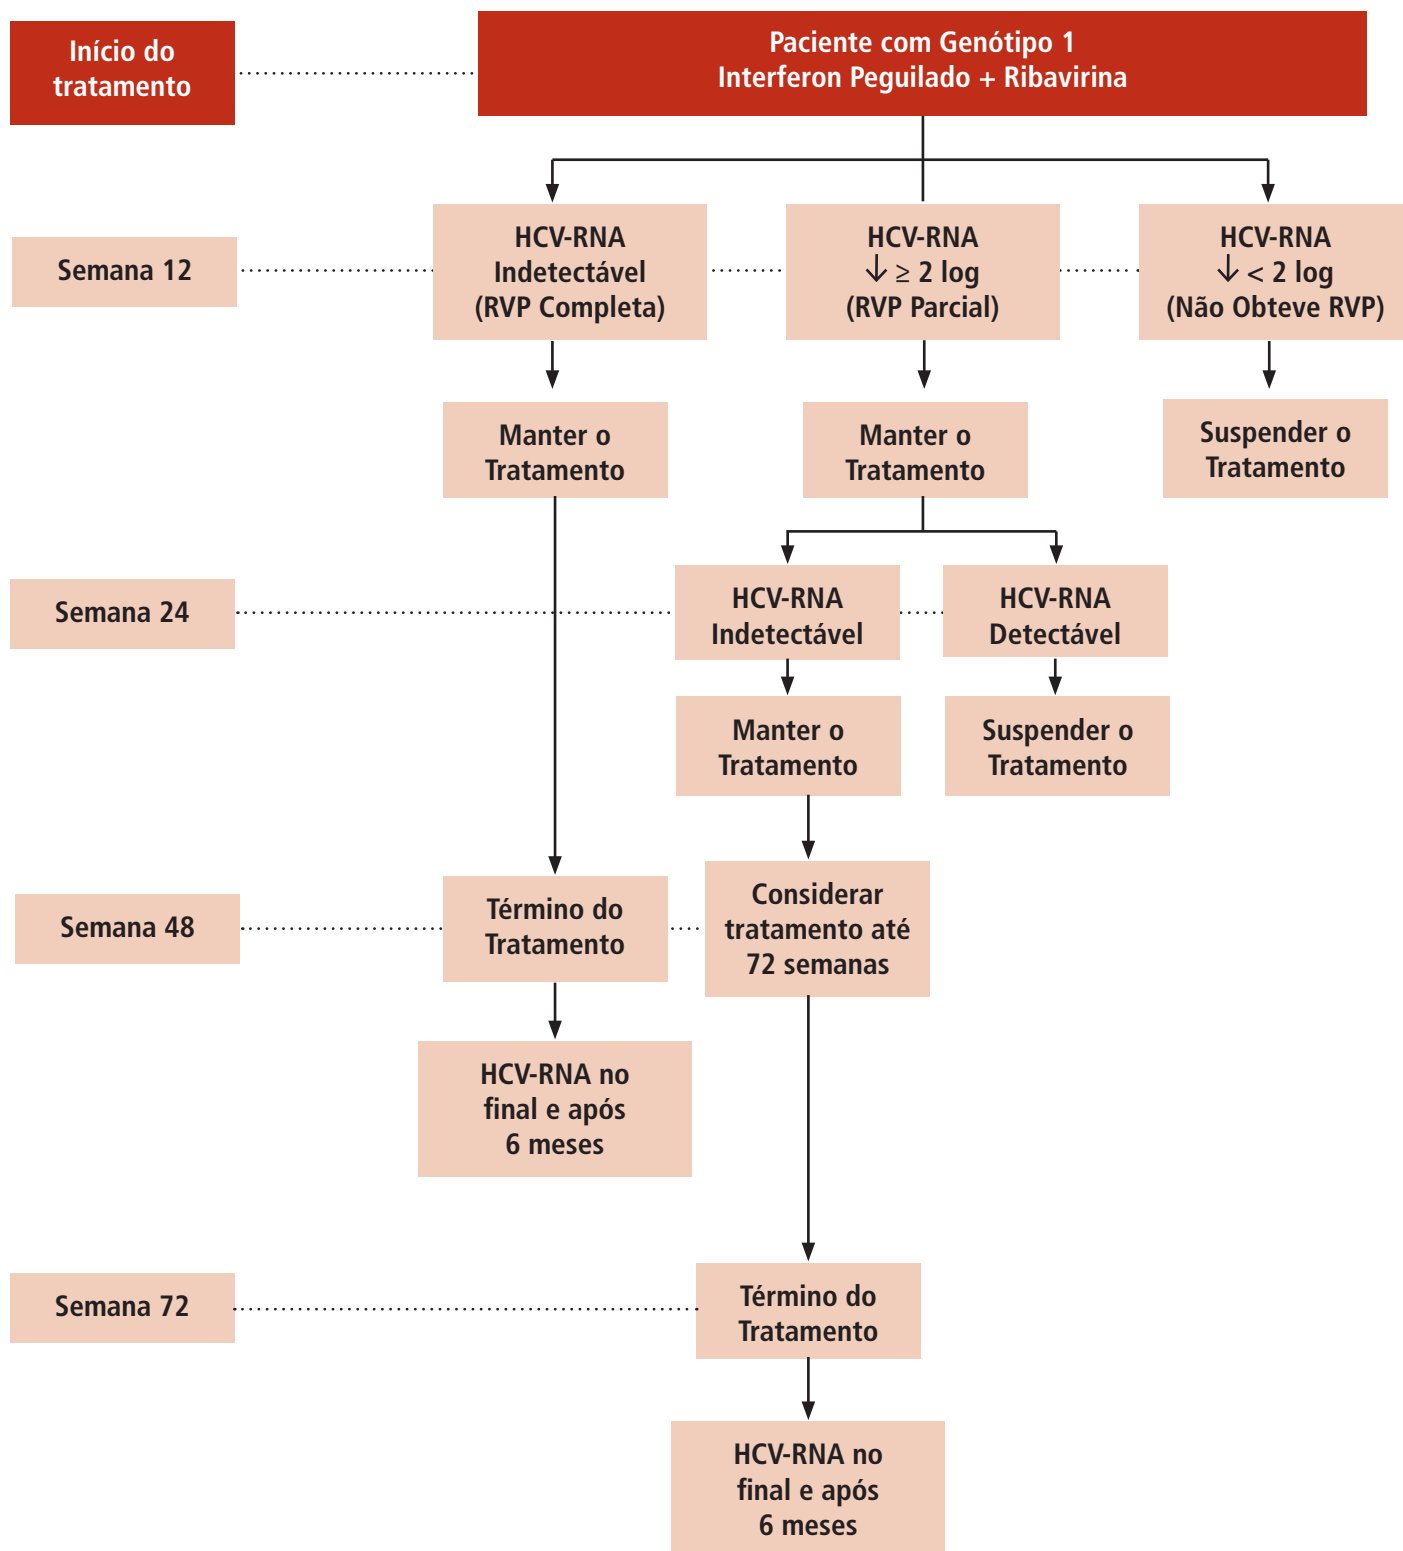 Início do
tratamento
Paciente com Genótipo 1
Interferon Peguilado + Ribavirina
Semana 12
HCV-RNA
Indetectável
(RVP Completa)
HCV-RNA
↓ ≥ 2 log
(RVP Parcial)
HCV-RNA
↓ < 2 log
(Não Obteve RVP)
Manter o
Tratamento
Manter o
Tratamento
Suspender o
Tratamento
Semana 24
HCV-RNA
Indetectável
HCV-RNA
Detectável
Manter o
Tratamento
Suspender o
Tratamento
Semana 48
Término do
Tratamento
Considerar
tratamento até
72 semanas
HCV-RNA no
final e após
6 meses
Semana 72
Término do
Tratamento
HCV-RNA no
final e após
6 meses